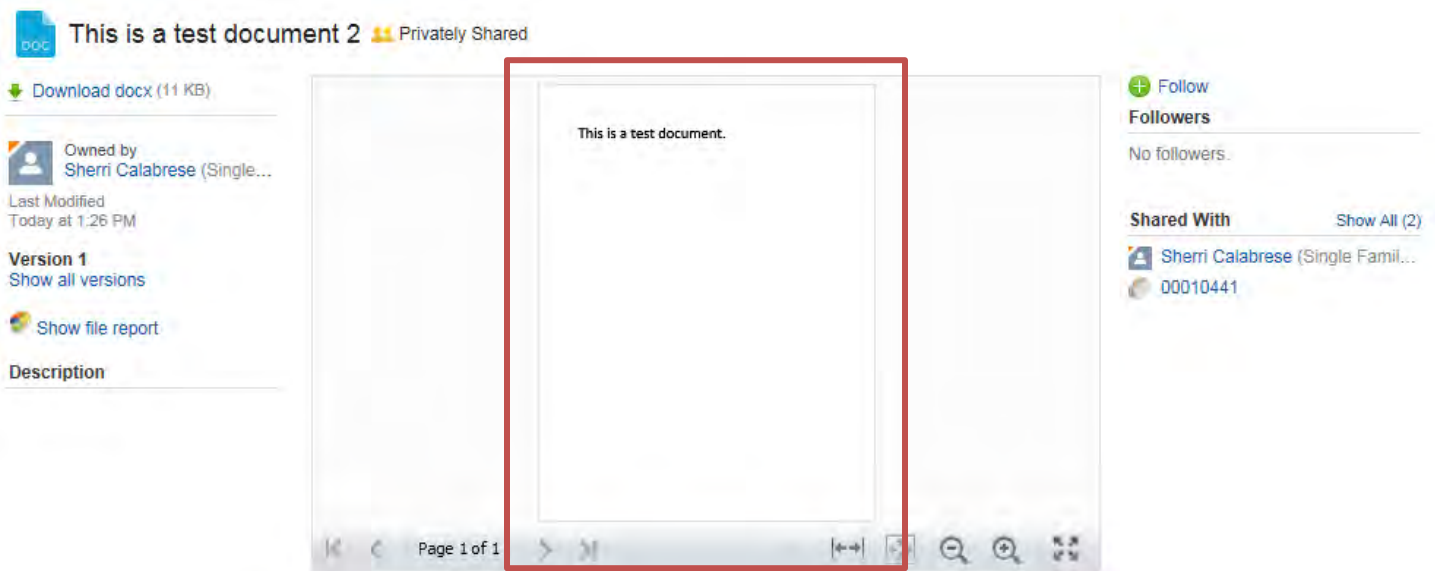 DOC
This is a test document 2 Privately Shared
Download docx (11 KB)
Owned by
Sherri Calabrese (Single...
Last Modified
Today at 1:26 PM
Version 1
Show all versions
Show file report
Description
This is a test document.
Page 1 of 1
Follow
Followers
No followers.
Shared With Show All (2)
Sherri Calabrese (Single Famil...
00010441